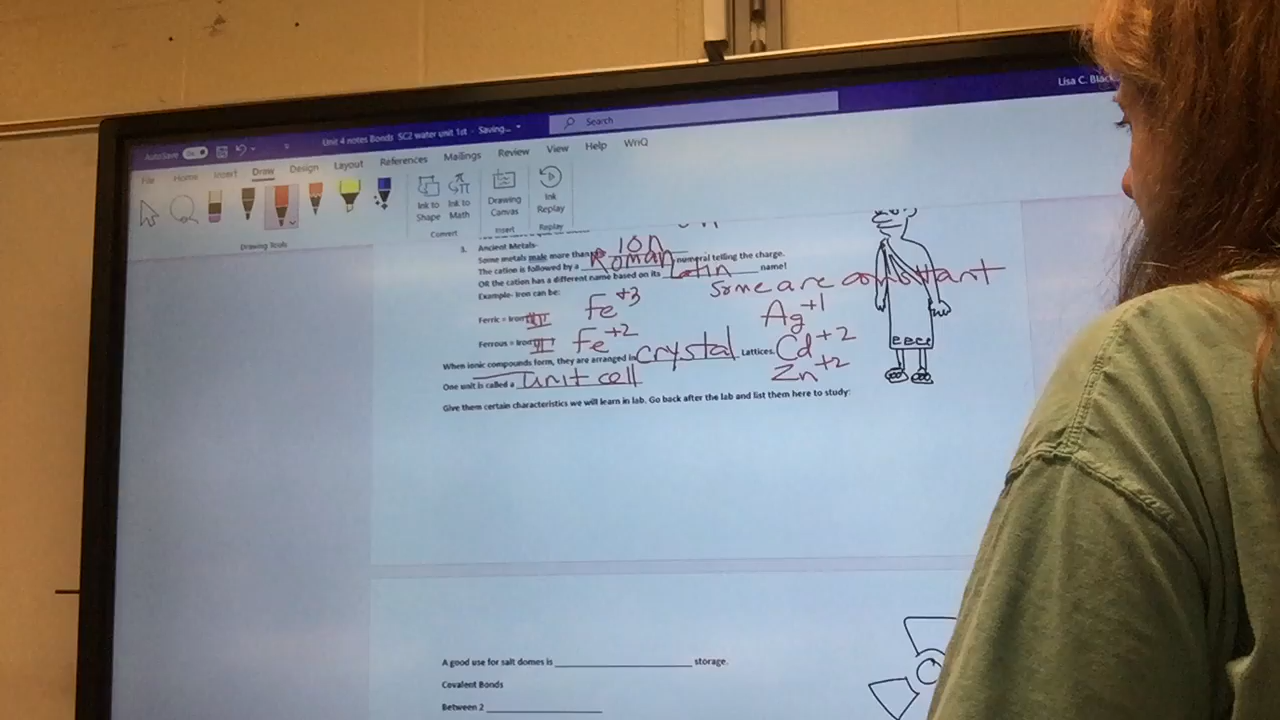 Lisa C. Black
AutoSave On Unit 4 notes Bonds SC2 water unit 1st - Saving... Search
File Home Insert Draw Design Layout References Mailings Review View Help WriQ
Ink to Shape Ink to Math Drawing Canvas Ink Replay
Drawing Tools Convert Insert Replay
3. Ancient Metals-
Some metals make more than ion
The cation is followed by a Roman numeral telling the charge.
OR the cation has a different name based on its Latin name!
Example- Iron can be: Some are constant
Ferric = Iron III Fe+3 Ag+1
Ferrous = Iron II Fe+2 Cd+2
When ionic compounds form, they are arranged in crystal Lattices. Zn+2
One unit is called a unit cell
Give them certain characteristics we will learn in lab. Go back after the lab and list them here to study:
A good use for salt domes is ____ storage.
Covalent Bonds
Between 2 ____